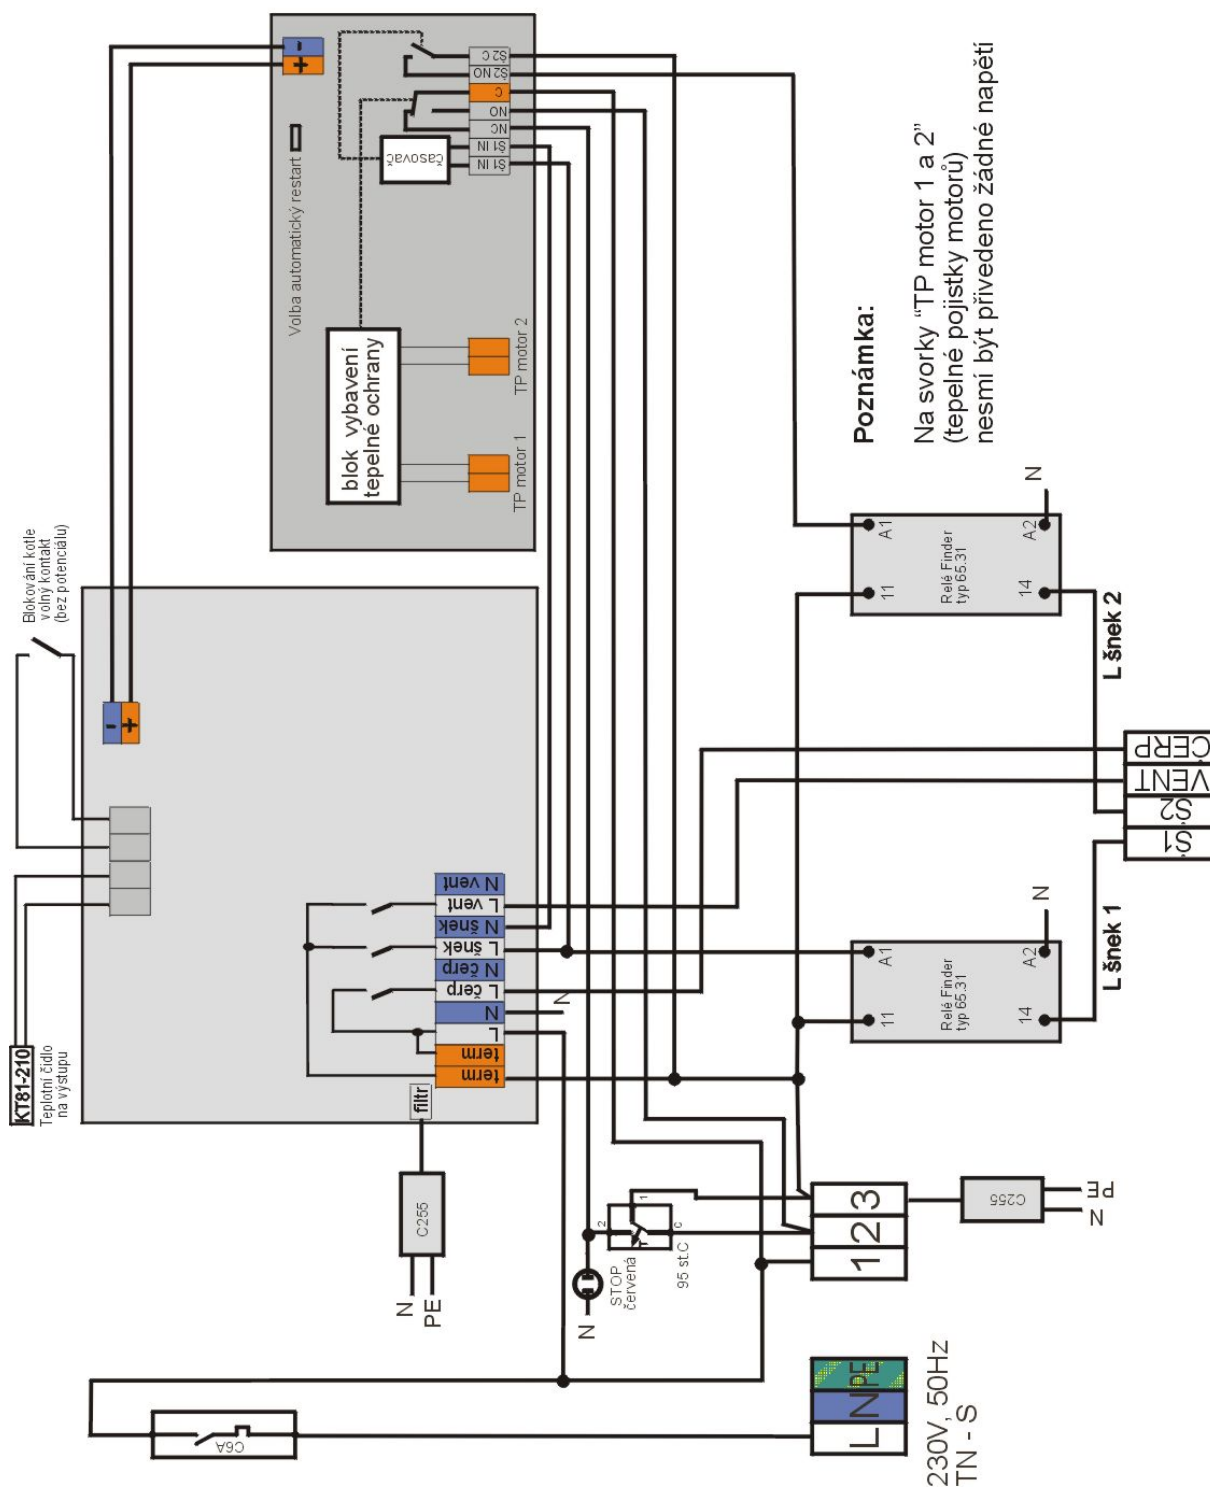 Blokování kotle
volný kontakt
(bez potenciálu)
KT81-210
Teplotní čidlo
na výstupu
-
+
-
+
Volba automatický restart
blok vybavení
tepelné ochrany
TP motor 1
TP motor 2
časovač
Š2 C
Š2 NO
C
NO
NC
Š1 IN
Š1 IN
filtr
term
term
L
N
L čerp
N čerp
L šnek
N šnek
L vent
N vent
N
C255
N
PE
C6A
N
STOP
červená
95 st.C
2
1
C
T
1
2
3
C255
N
PE
L
N
PE
230V, 50Hz
TN - S
Relé Finder
typ 65.31
11
A1
14
A2
N
L šnek 1
Relé Finder
typ 65.31
11
A1
14
A2
N
L šnek 2
Š1
Š2
VENT
ČERP
Poznámka:
Na svorky “TP motor 1 a 2”
(tepelné pojistky motorů)
nesmí být přivedeno žádné napětí